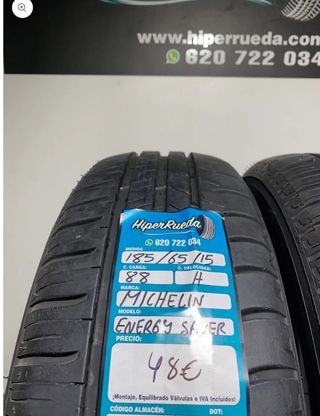 www.hiperrueda.com
620 722 034
HiperRueda
620 722 034
MEDIDA
185/65/15
C. CARGA: C. VELOCIDAD:
88 H
MARCA:
MICHELIN
MODELO:
ENERGY SAVER
PRECIO:
48€
¡Montaje, Equilibrado Válvulas e IVA Incluidos!
CÓDIGO ALMACÉN: DOT: